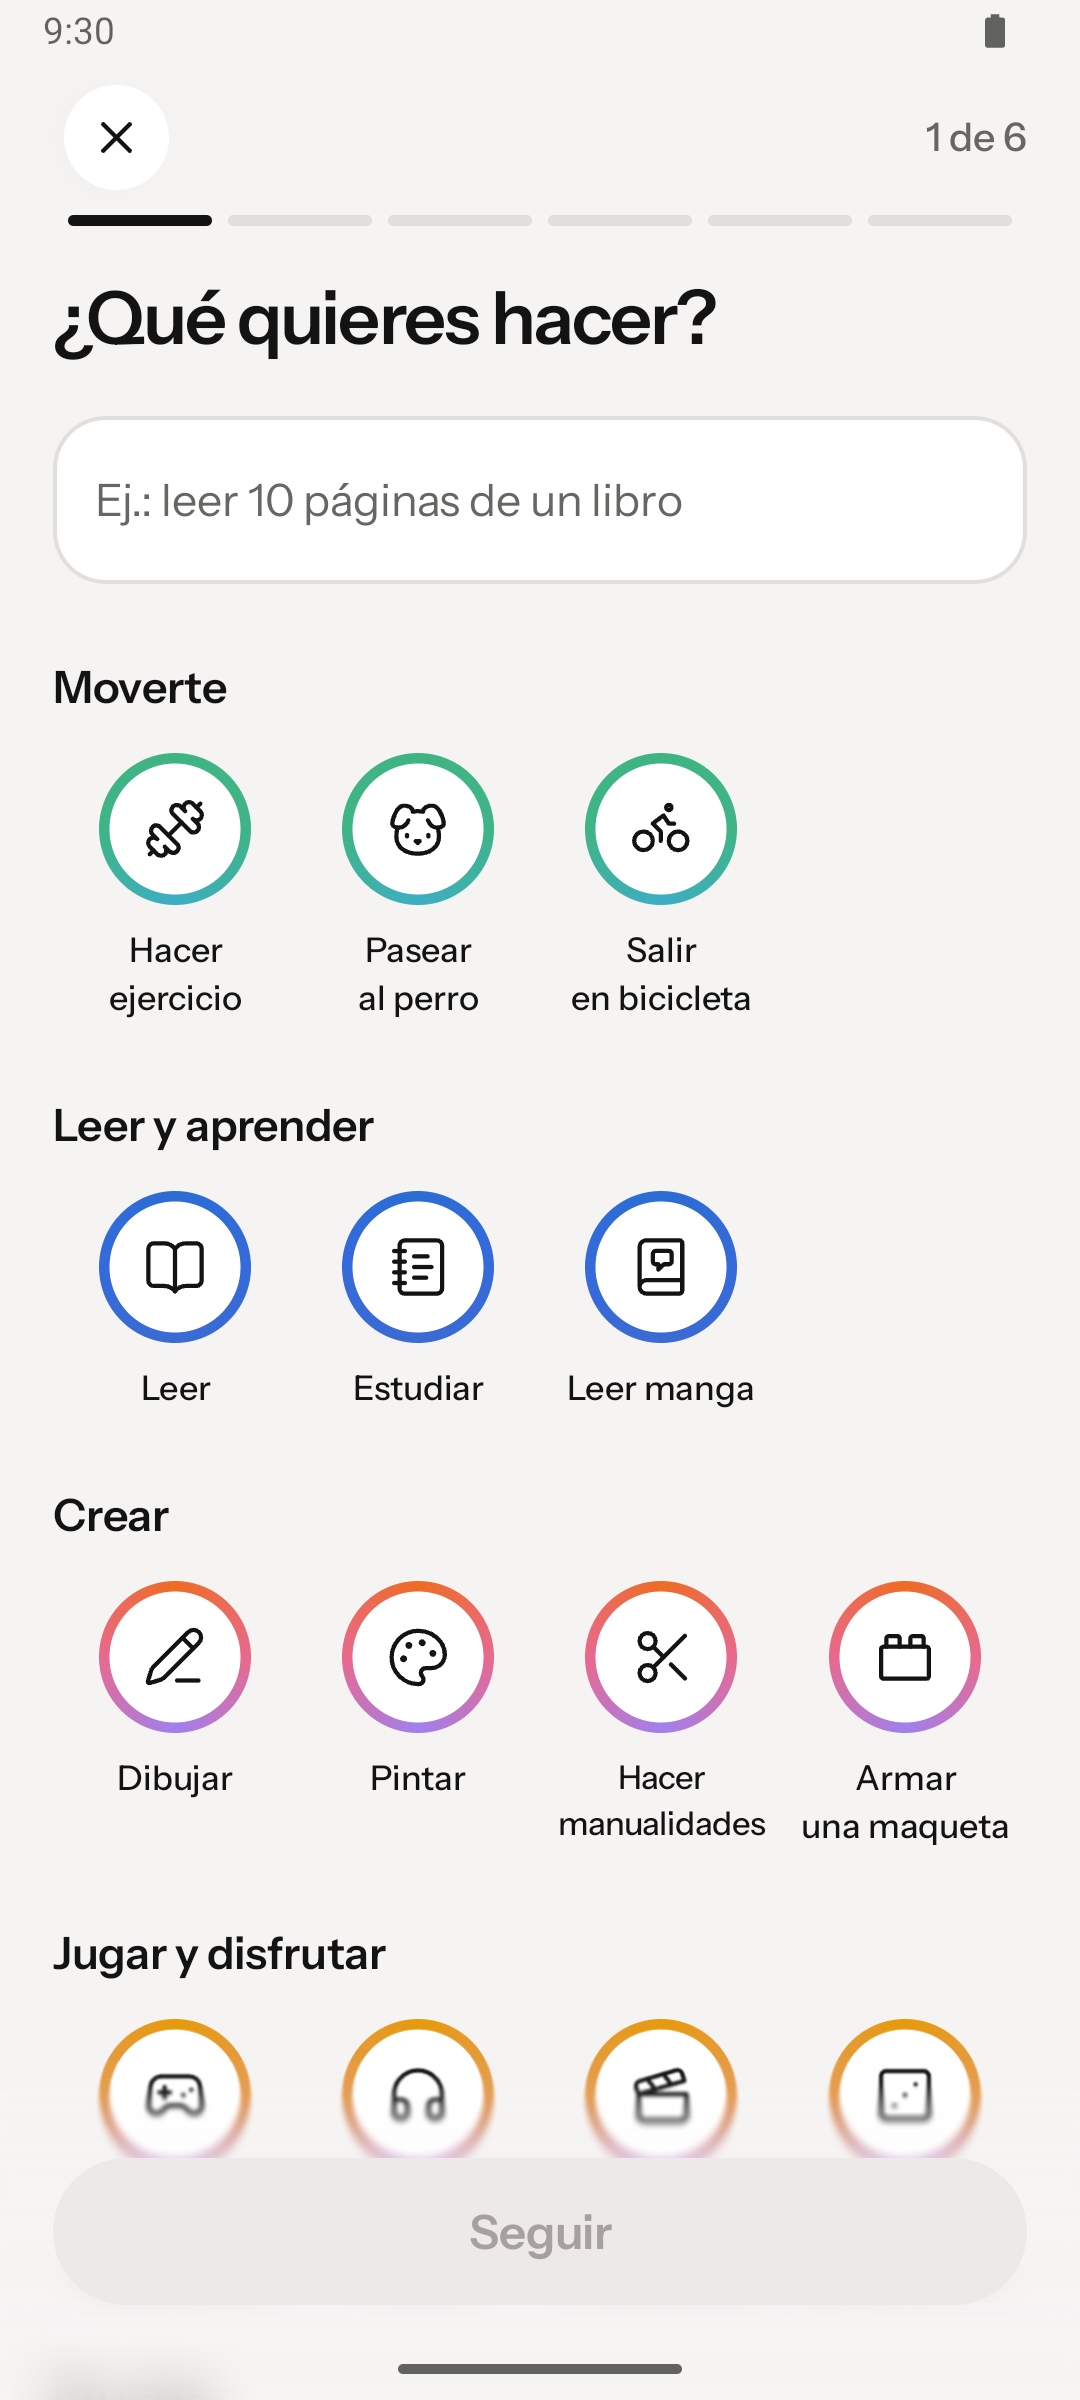 9:30
1 de 6
¿Qué quieres hacer?
Ej.: leer 10 páginas de un libro
Moverte
Hacer
ejercicio
Pasear
al perro
Salir
en bicicleta
Leer y aprender
Leer
Estudiar
Leer manga
Crear
Dibujar
Pintar
Hacer
manualidades
Armar
una maqueta
Jugar y disfrutar
Seguir